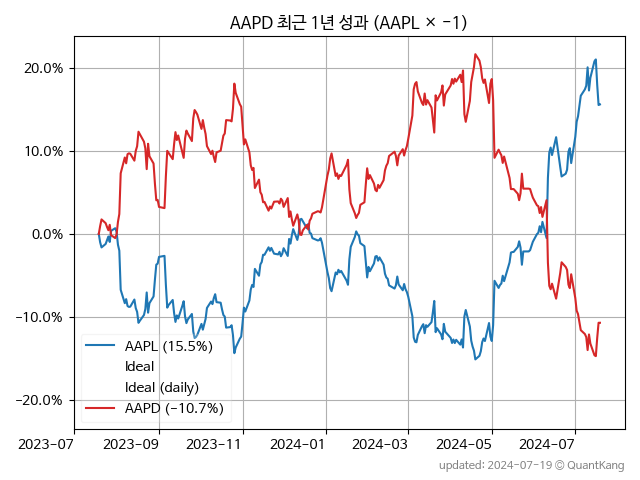 AAPD 최근 1년 성과 (AAPL × −1)
20.0%
10.0%
0.0%
−10.0%
−20.0%
AAPL (15.5%)
Ideal
Ideal (daily)
AAPD (−10.7%)
2023-07 2023-09 2023-11 2024-01 2024-03 2024-05 2024-07
updated: 2024-07-19 © QuantKang